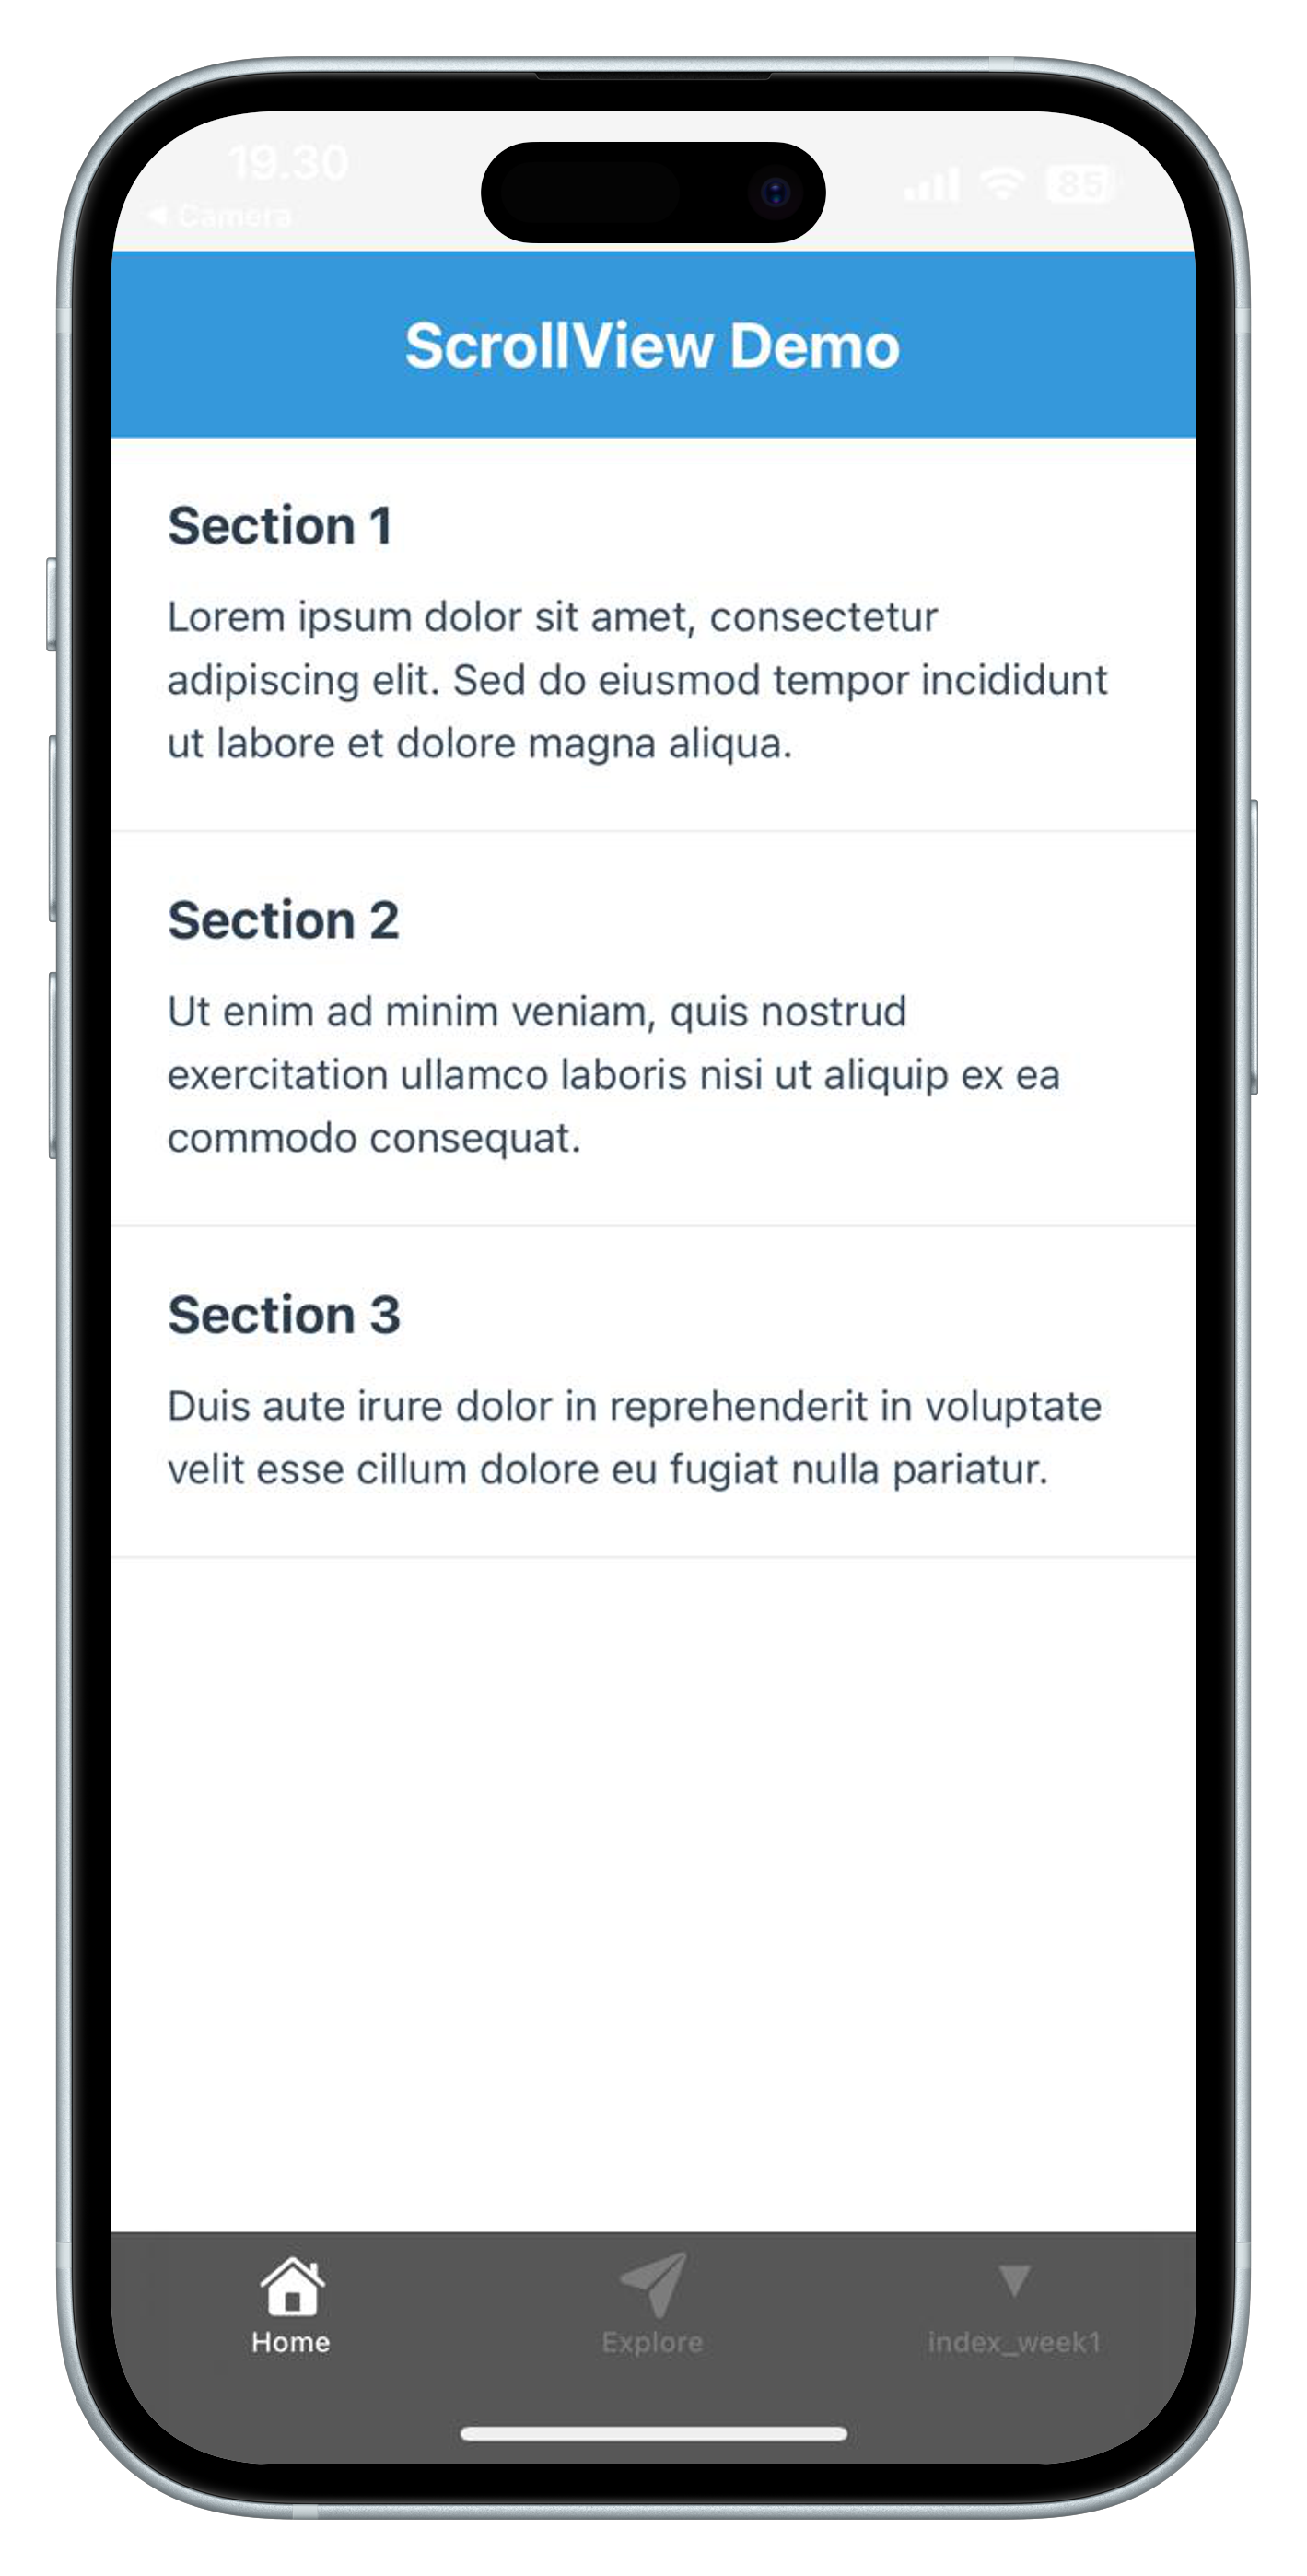 19.30
◀ Camera
85
ScrollView Demo
Section 1
Lorem ipsum dolor sit amet, consectetur
adipiscing elit. Sed do eiusmod tempor incididunt
ut labore et dolore magna aliqua.
Section 2
Ut enim ad minim veniam, quis nostrud
exercitation ullamco laboris nisi ut aliquip ex ea
commodo consequat.
Section 3
Duis aute irure dolor in reprehenderit in voluptate
velit esse cillum dolore eu fugiat nulla pariatur.
Home
Explore
index_week1